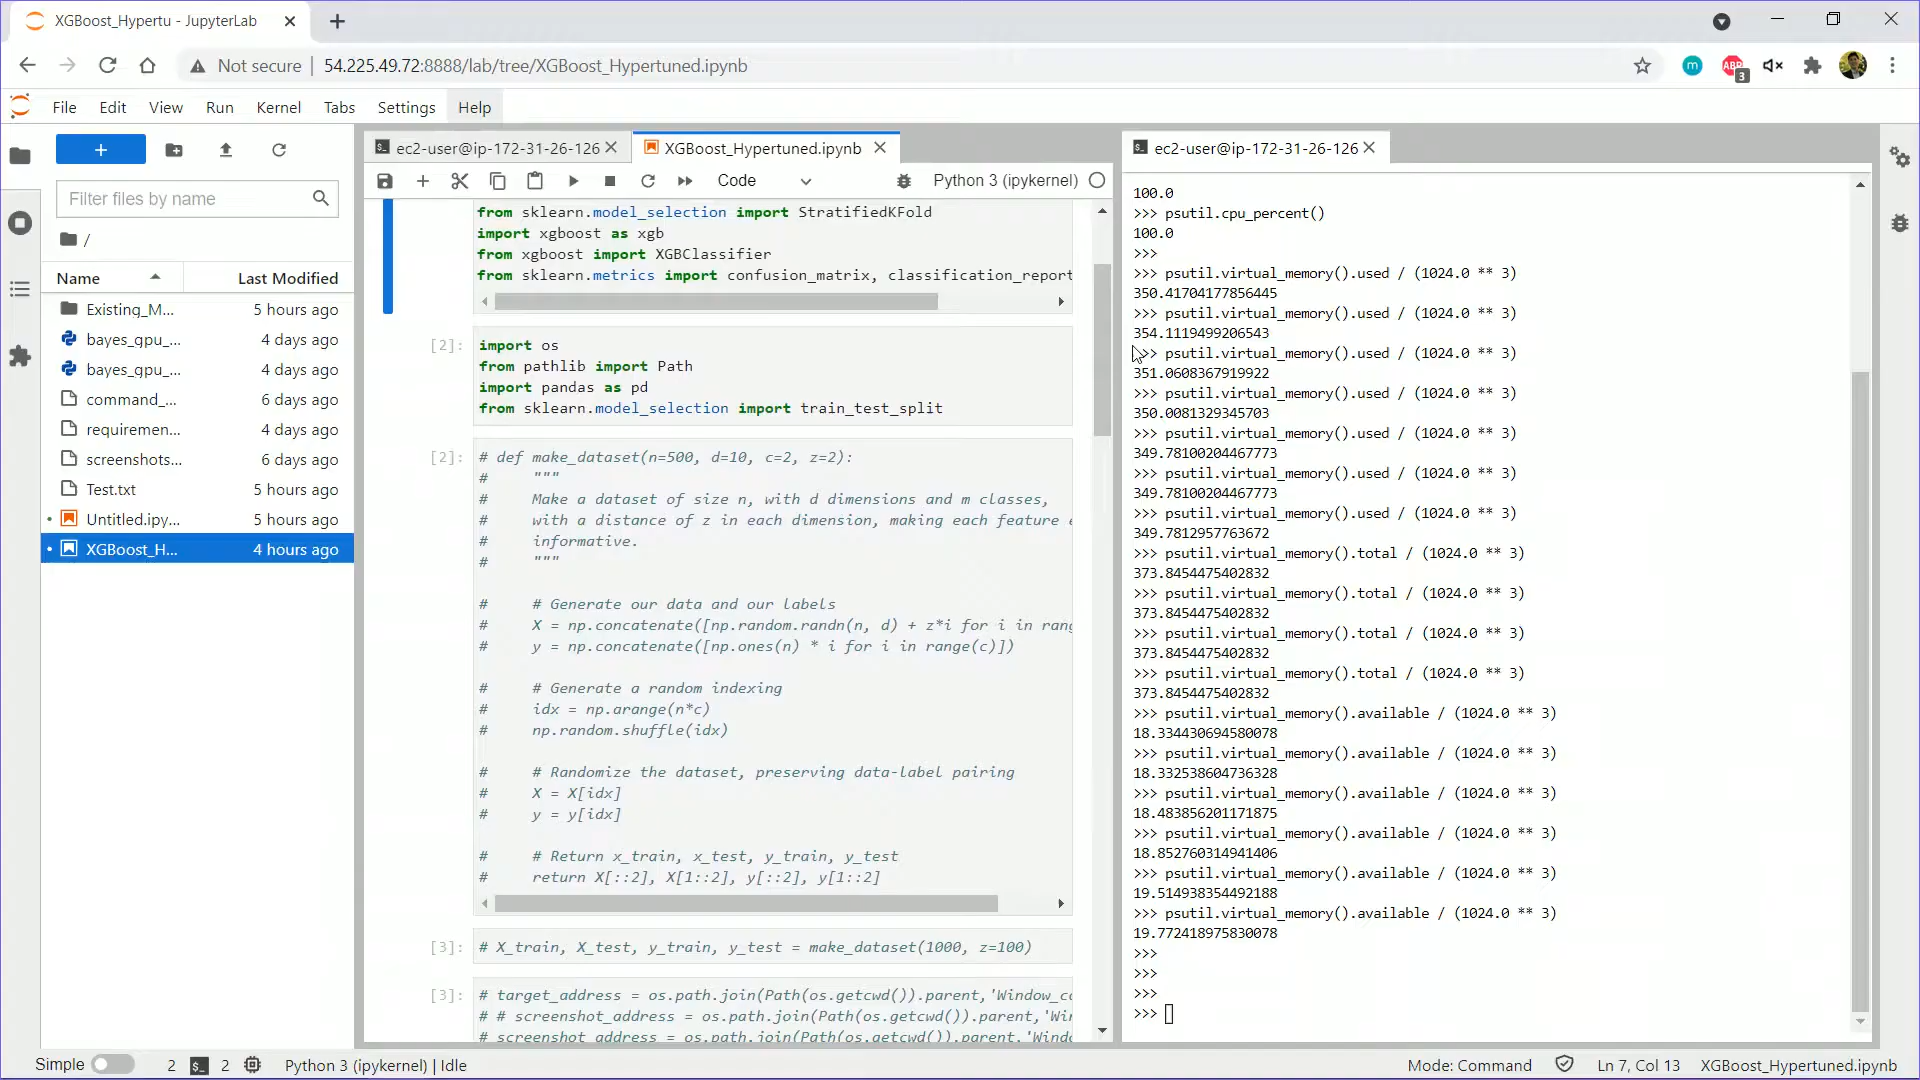 XGBoost_Hypertu - JupyterLab
Not secure | 54.225.49.72:8888/lab/tree/XGBoost_Hypertuned.ipynb
m
ABP
3
File Edit View Run Kernel Tabs Settings Help
Filter files by name
/
Name Last Modified
Existing_M... 5 hours ago
bayes_gpu_... 4 days ago
bayes_gpu_... 4 days ago
command_... 6 days ago
requiremen... 4 days ago
screenshots... 6 days ago
Test.txt 5 hours ago
Untitled.ipy... 5 hours ago
XGBoost_H... 4 hours ago
ec2-user@ip-172-31-26-126
XGBoost_Hypertuned.ipynb
Code
Python 3 (ipykernel)
from sklearn.model_selection import StratifiedKFold
import xgboost as xgb
from xgboost import XGBClassifier
from sklearn.metrics import confusion_matrix, classification_report
[2]: import os
from pathlib import Path
import pandas as pd
from sklearn.model_selection import train_test_split
[2]: # def make_dataset(n=500, d=10, c=2, z=2):
#     """
#     Make a dataset of size n, with d dimensions and m classes,
#     with a distance of z in each dimension, making each feature e
#     informative.
#     """
#     # Generate our data and our labels
#     X = np.concatenate([np.random.randn(n, d) + z*i for i in rang
#     y = np.concatenate([np.ones(n) * i for i in range(c)])
#     # Generate a random indexing
#     idx = np.arange(n*c)
#     np.random.shuffle(idx)
#     # Randomize the dataset, preserving data-label pairing
#     X = X[idx]
#     y = y[idx]
#     # Return x_train, x_test, y_train, y_test
#     return X[::2], X[1::2], y[::2], y[1::2]
[3]: # X_train, X_test, y_train, y_test = make_dataset(1000, z=100)
[3]: # target_address = os.path.join(Path(os.getcwd()).parent,'Window_co
# # screenshot_address = os.path.join(Path(os.getcwd()).parent,'Wi
# screenshot_address = os.path.join(Path(os.getcwd()).parent,'Wind
ec2-user@ip-172-31-26-126
100.0
>>> psutil.cpu_percent()
100.0
>>>
>>> psutil.virtual_memory().used / (1024.0 ** 3)
350.41704177856445
>>> psutil.virtual_memory().used / (1024.0 ** 3)
354.1119499206543
>>> psutil.virtual_memory().used / (1024.0 ** 3)
351.0608367919922
>>> psutil.virtual_memory().used / (1024.0 ** 3)
350.0081329345703
>>> psutil.virtual_memory().used / (1024.0 ** 3)
349.78100204467773
>>> psutil.virtual_memory().used / (1024.0 ** 3)
349.78100204467773
>>> psutil.virtual_memory().used / (1024.0 ** 3)
349.7812957763672
>>> psutil.virtual_memory().total / (1024.0 ** 3)
373.8454475402832
>>> psutil.virtual_memory().total / (1024.0 ** 3)
373.8454475402832
>>> psutil.virtual_memory().total / (1024.0 ** 3)
373.8454475402832
>>> psutil.virtual_memory().total / (1024.0 ** 3)
373.8454475402832
>>> psutil.virtual_memory().available / (1024.0 ** 3)
18.334430694580078
>>> psutil.virtual_memory().available / (1024.0 ** 3)
18.332538604736328
>>> psutil.virtual_memory().available / (1024.0 ** 3)
18.483856201171875
>>> psutil.virtual_memory().available / (1024.0 ** 3)
18.852760314941406
>>> psutil.virtual_memory().available / (1024.0 ** 3)
19.514938354492188
>>> psutil.virtual_memory().available / (1024.0 ** 3)
19.772418975830078
>>>
>>>
>>>
>>>
Simple 2 2 Python 3 (ipykernel) | Idle
Mode: Command Ln 7, Col 13 XGBoost_Hypertuned.ipynb